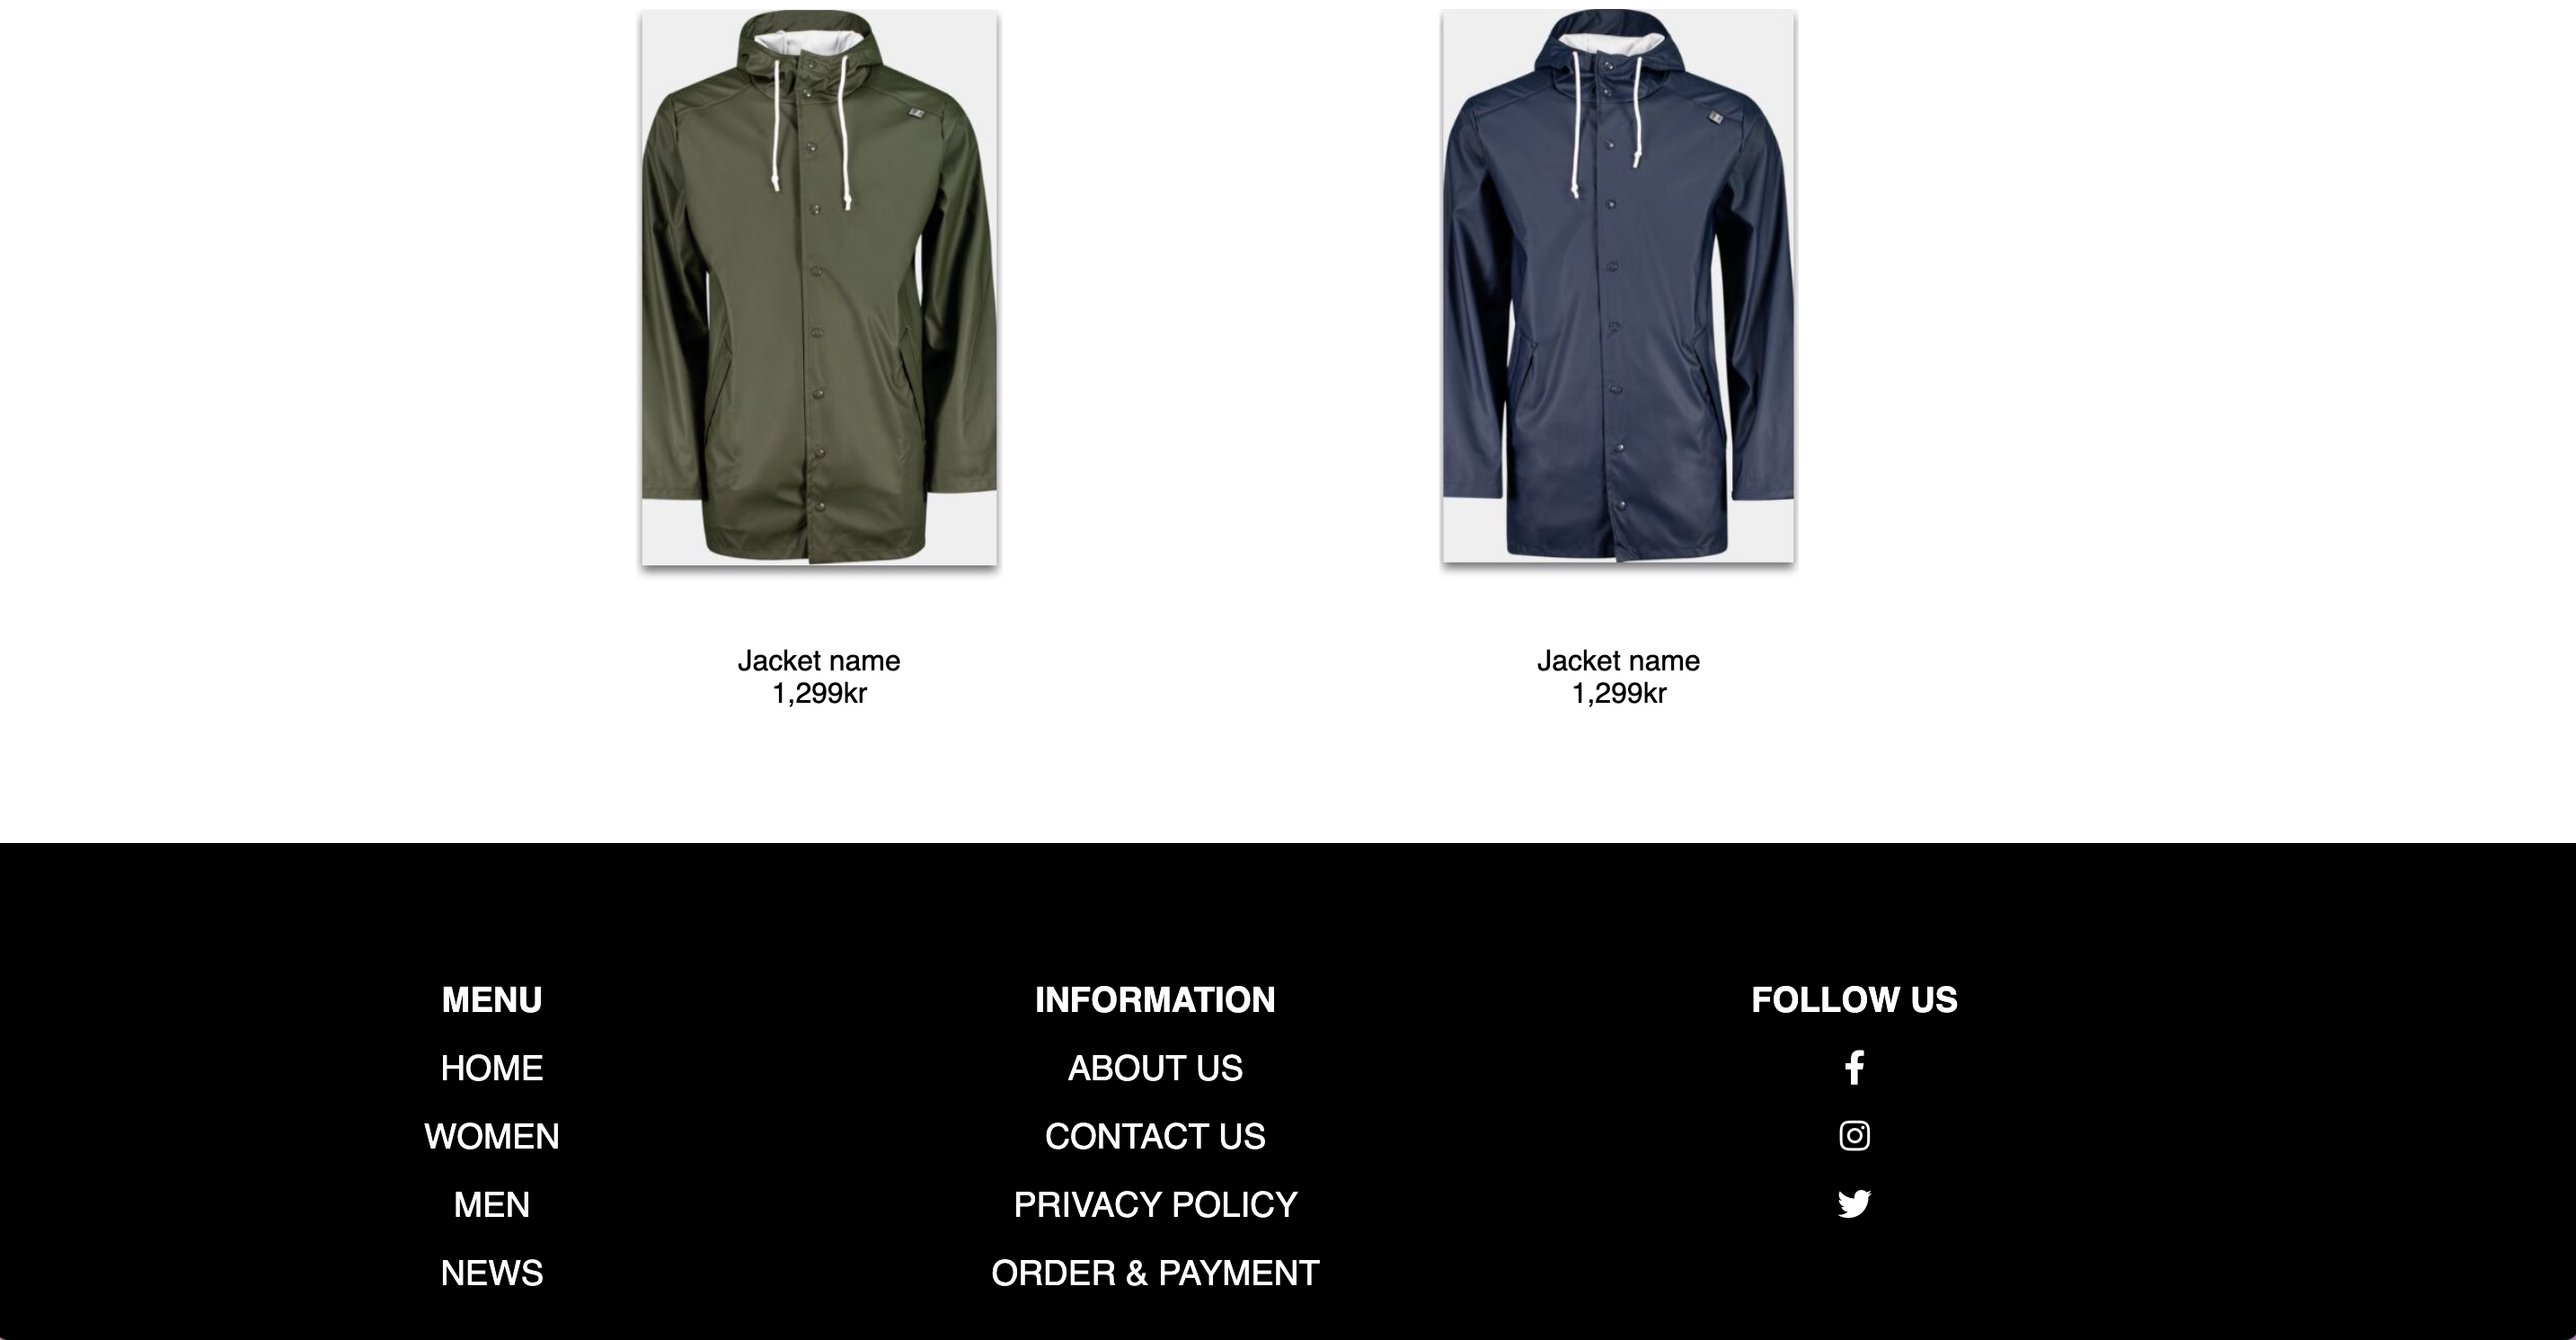 Jacket name
1,299kr
Jacket name
1,299kr
MENU
HOME
WOMEN
MEN
NEWS
INFORMATION
ABOUT US
CONTACT US
PRIVACY POLICY
ORDER & PAYMENT
FOLLOW US